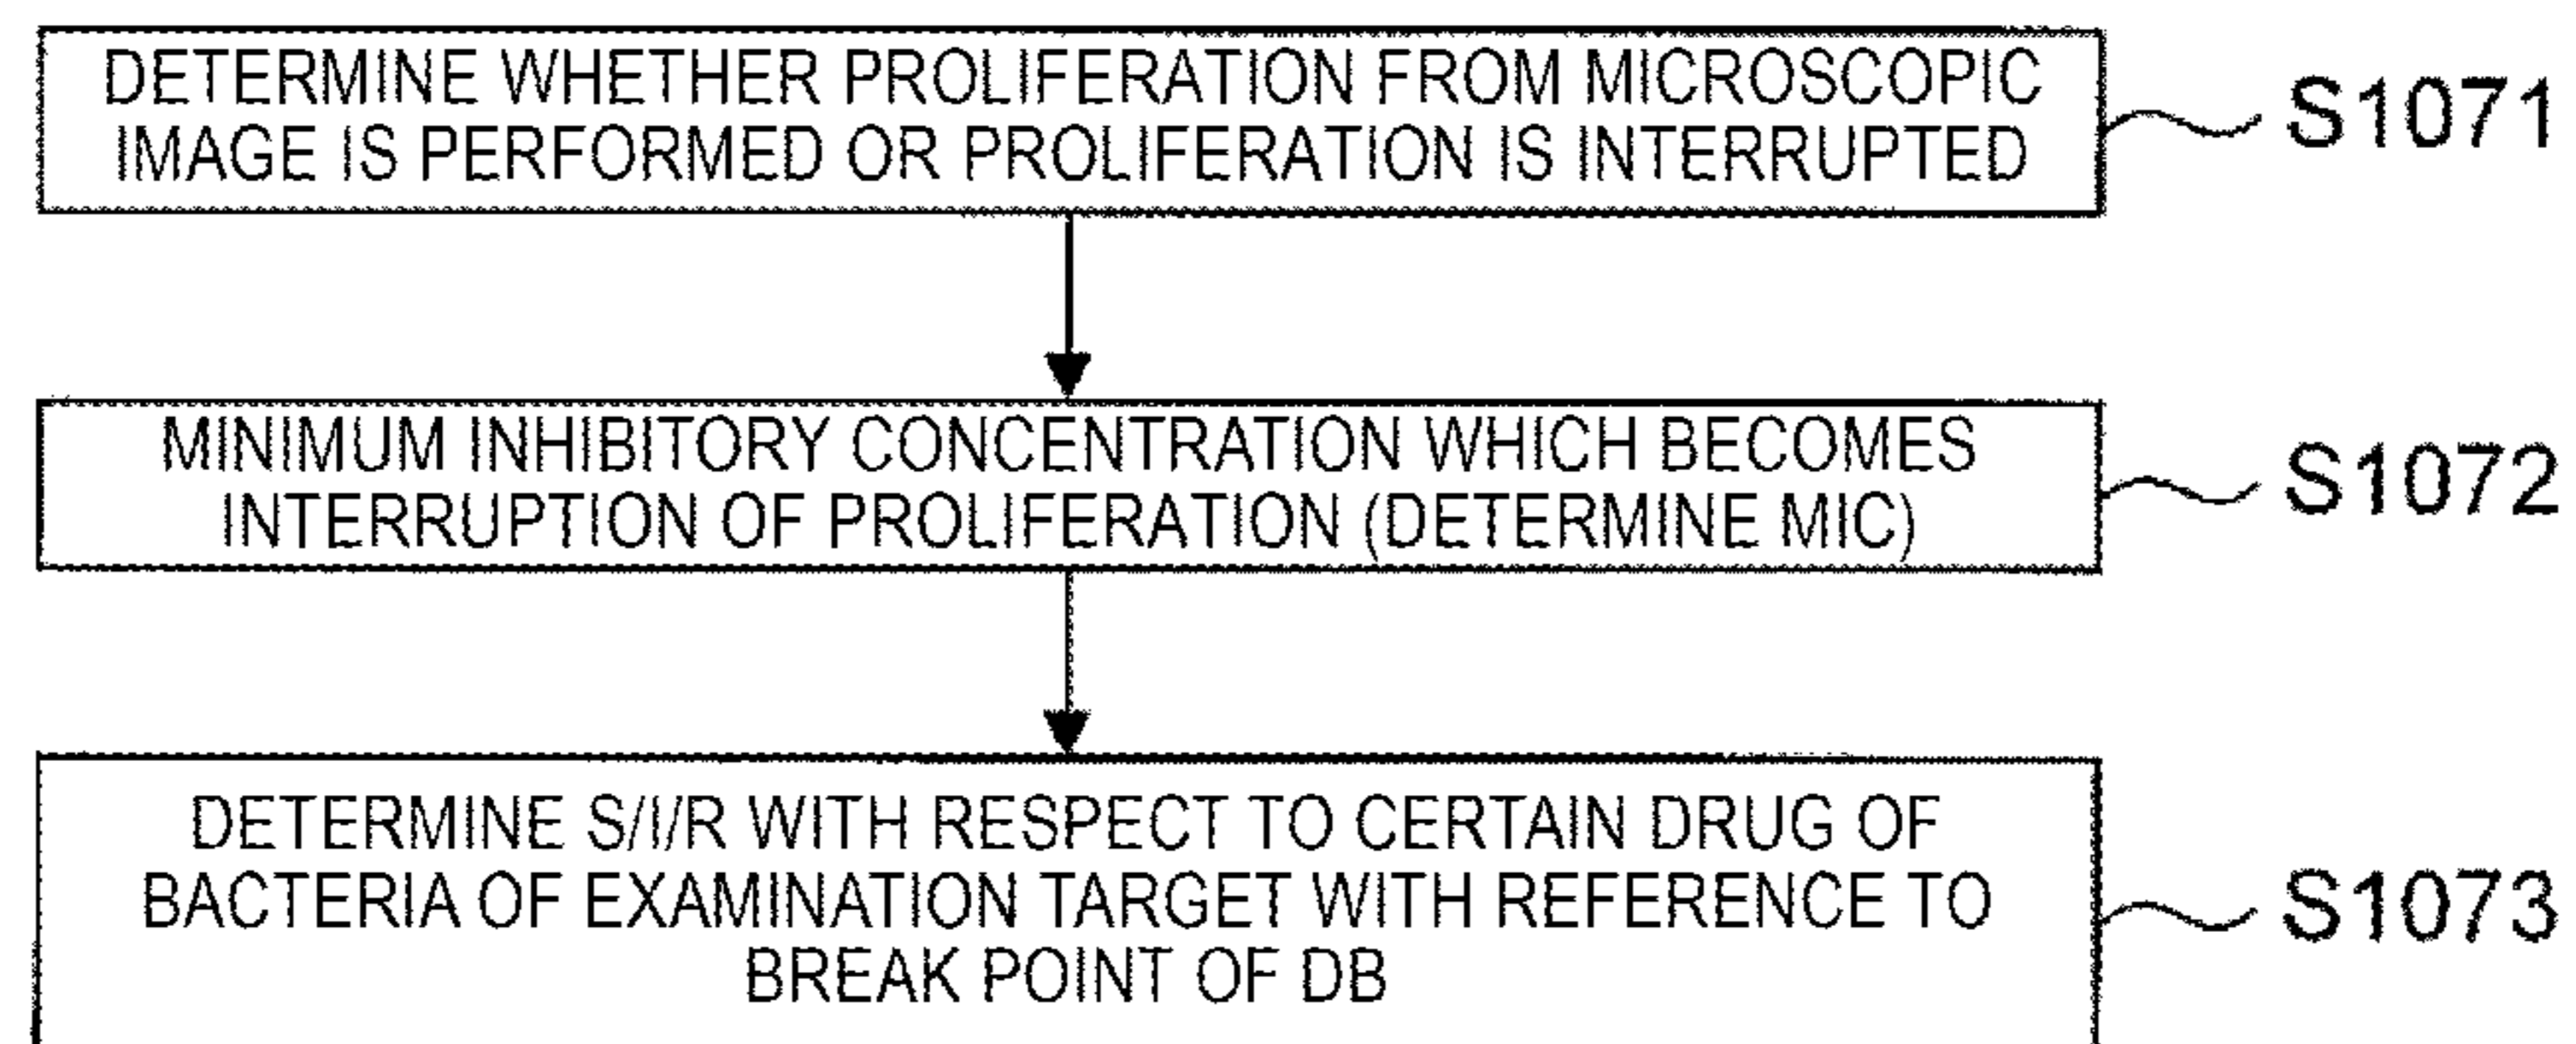 DETERMINE WHETHER PROLIFERATION FROM MICROSCOPIC
IMAGE IS PERFORMED OR PROLIFERATION IS INTERRUPTED
S1071
MINIMUM INHIBITORY CONCENTRATION WHICH BECOMES
INTERRUPTION OF PROLIFERATION (DETERMINE MIC)
S1072
DETERMINE S/I/R WITH RESPECT TO CERTAIN DRUG OF
BACTERIA OF EXAMINATION TARGET WITH REFERENCE TO
BREAK POINT OF DB
S1073